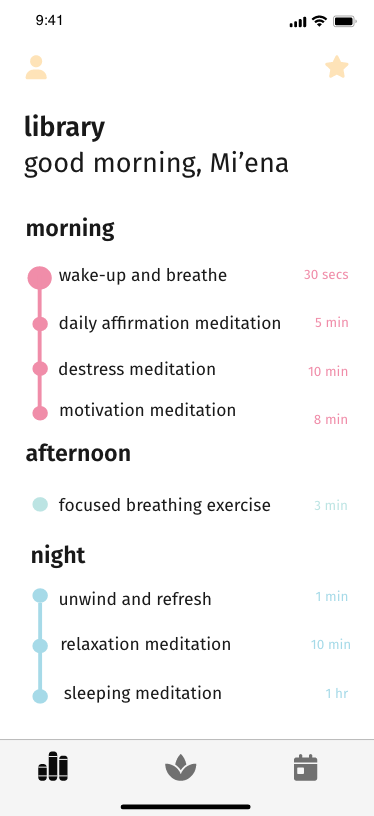 9:41
library
good morning, Mi’ena
morning
wake-up and breathe 30 secs
daily affirmation meditation 5 min
destress meditation 10 min
motivation meditation 8 min
afternoon
focused breathing exercise 3 min
night
unwind and refresh 1 min
relaxation meditation 10 min
sleeping meditation 1 hr